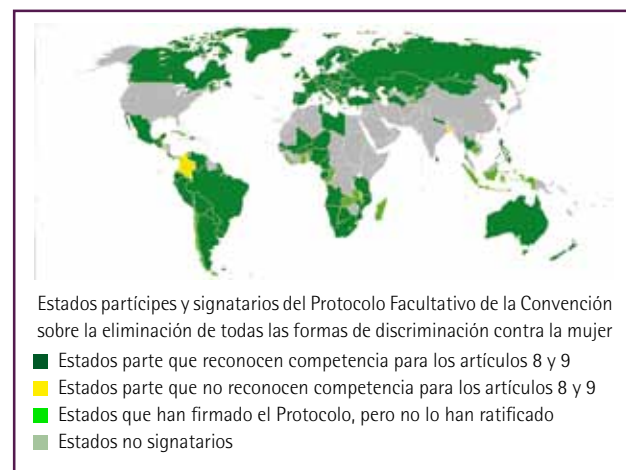 Estados partícipes y signatarios del Protocolo Facultativo de la Convención
sobre la eliminación de todas las formas de discriminación contra la mujer
Estados parte que reconocen competencia para los artículos 8 y 9
Estados parte que no reconocen competencia para los artículos 8 y 9
Estados que han firmado el Protocolo, pero no lo han ratificado
Estados no signatarios